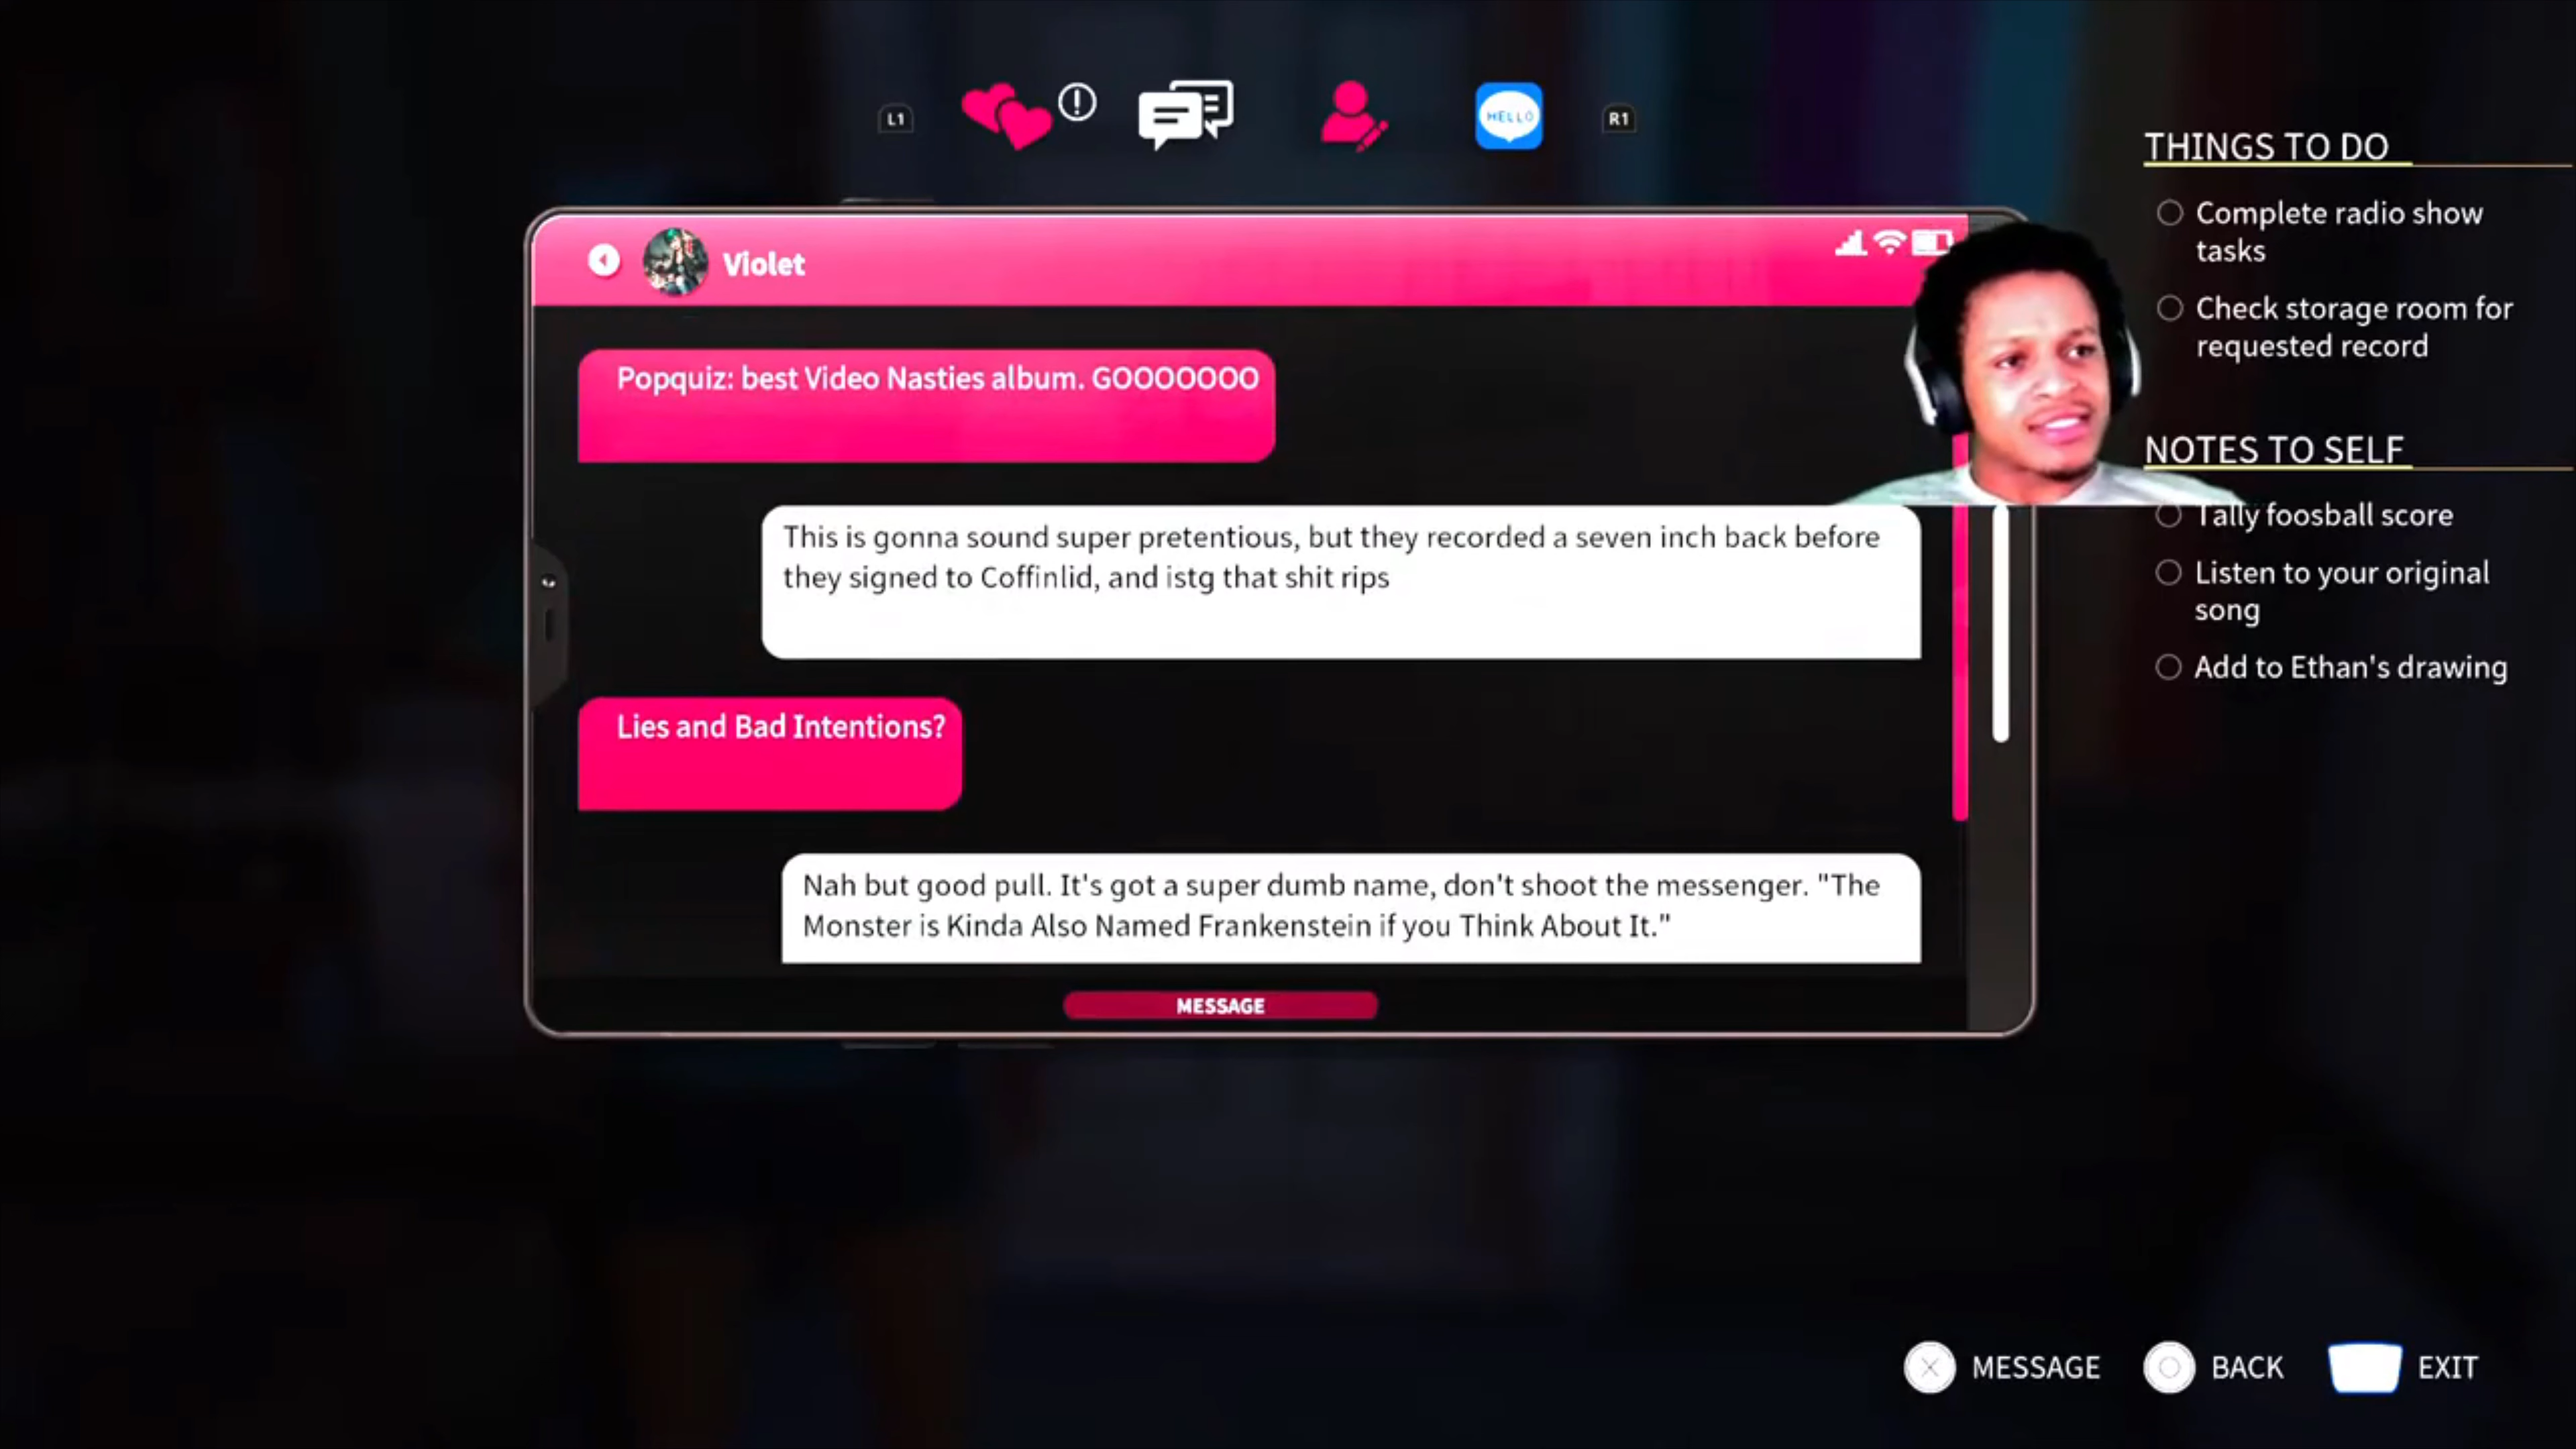 L1
HELLO
R1
THINGS TO DO
Complete radio show
tasks
Check storage room for
requested record
NOTES TO SELF
Tally foosball score
Listen to your original
song
Add to Ethan's drawing
Violet
Popquiz: best Video Nasties album. GOOOOOOO
This is gonna sound super pretentious, but they recorded a seven inch back before
they signed to Coffinlid, and istg that shit rips
Lies and Bad Intentions?
Nah but good pull. It's got a super dumb name, don't shoot the messenger. "The
Monster is Kinda Also Named Frankenstein if you Think About It."
MESSAGE
MESSAGE
BACK
EXIT